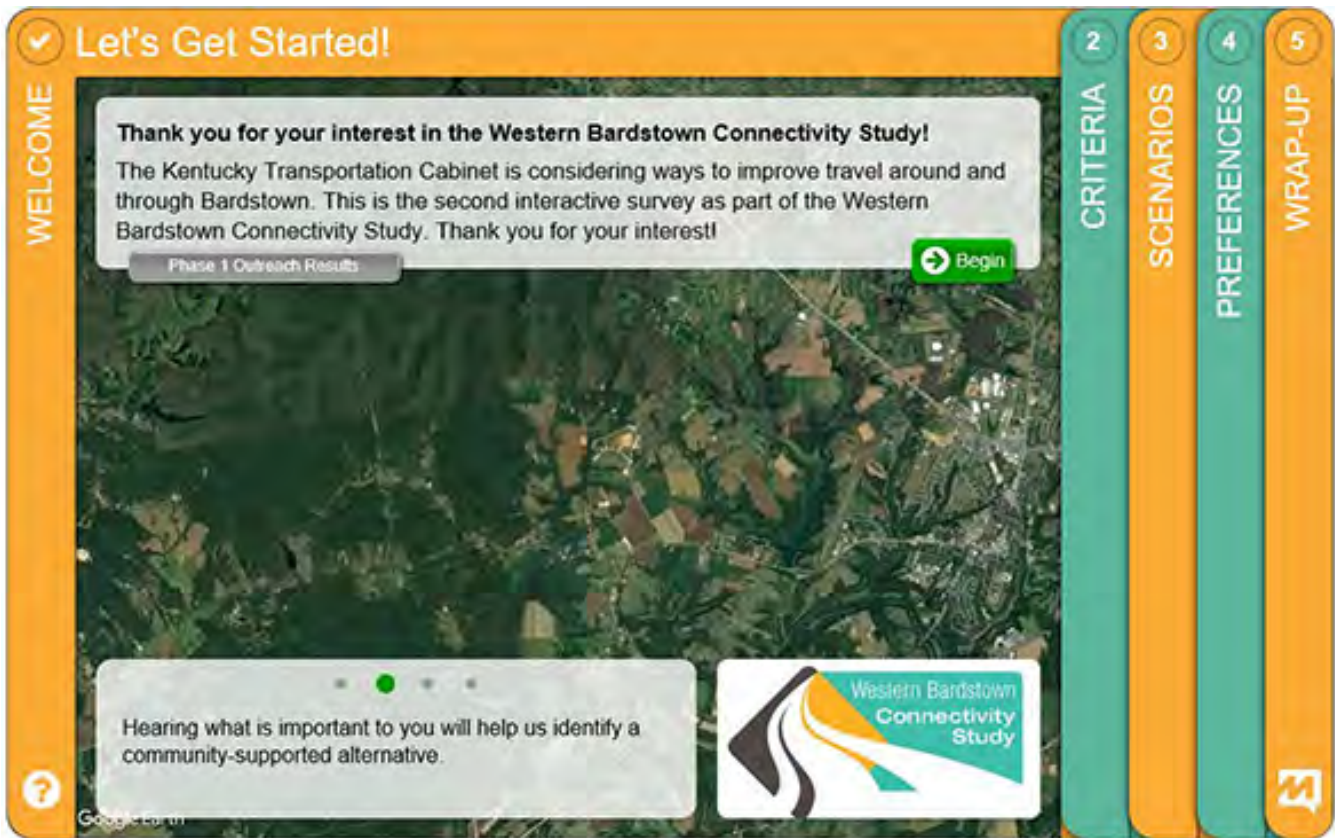 Let's Get Started!
WELCOME
Thank you for your interest in the Western Bardstown Connectivity Study!
The Kentucky Transportation Cabinet is considering ways to improve travel around and
through Bardstown. This is the second interactive survey as part of the Western
Bardstown Connectivity Study. Thank you for your interest!
Phase 1 Outreach Results
Begin
Hearing what is important to you will help us identify a
community-supported alternative.
Western Bardstown
Connectivity
Study
?
Google Earth
2
CRITERIA
3
SCENARIOS
4
PREFERENCES
5
WRAP-UP
M